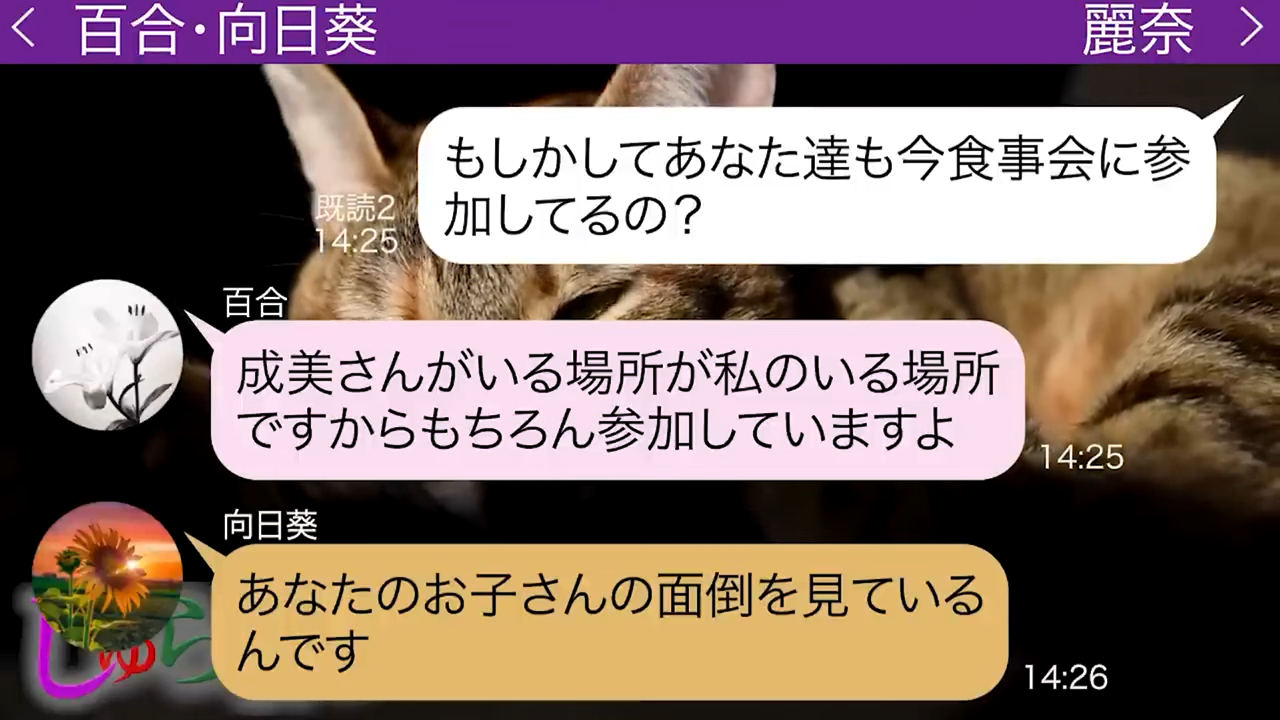 百合・向日葵
麗奈
もしかしてあなた達も今食事会に参
加してるの？
既読2
14:25
百合
成美さんがいる場所が私のいる場所
ですからもちろん参加していますよ
14:25
向日葵
あなたのお子さんの面倒を見ている
んです
14:26
しゅら